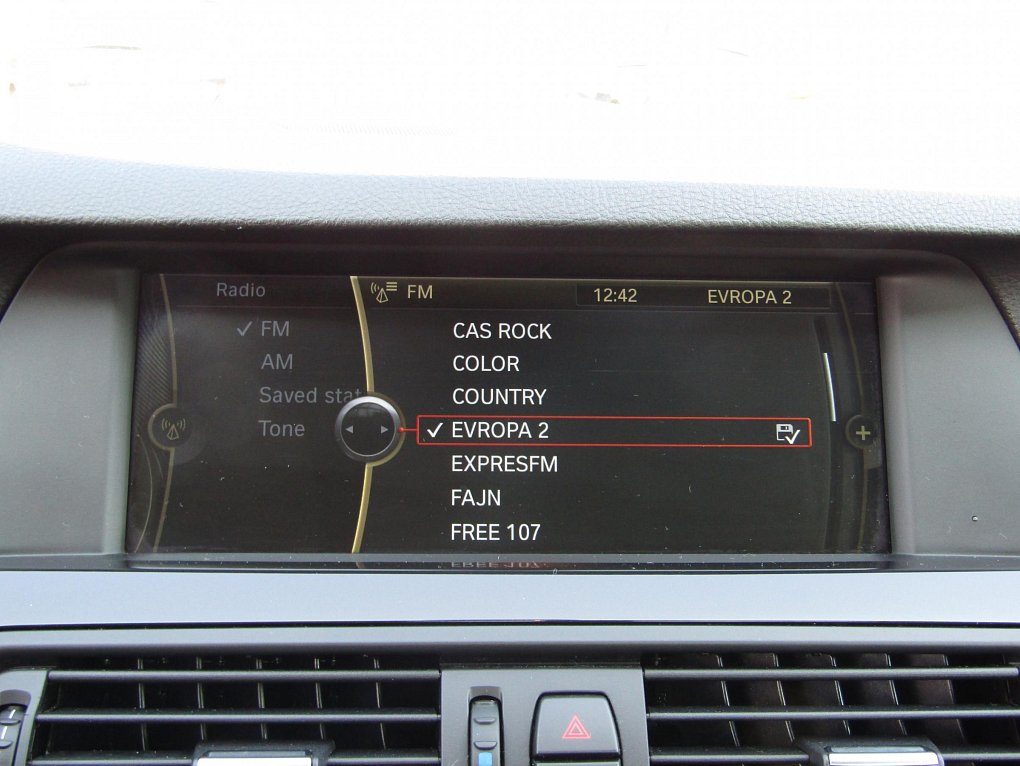 Radio
FM
AM
Saved stat
Tone
FM 12:42 EVROPA 2
CAS ROCK
COLOR
COUNTRY
EVROPA 2
EXPRESFM
FAJN
FREE 107